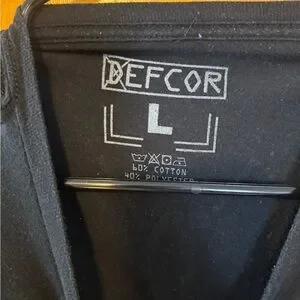 DEFCOR
L
60% COTTON
40% POLYESTER